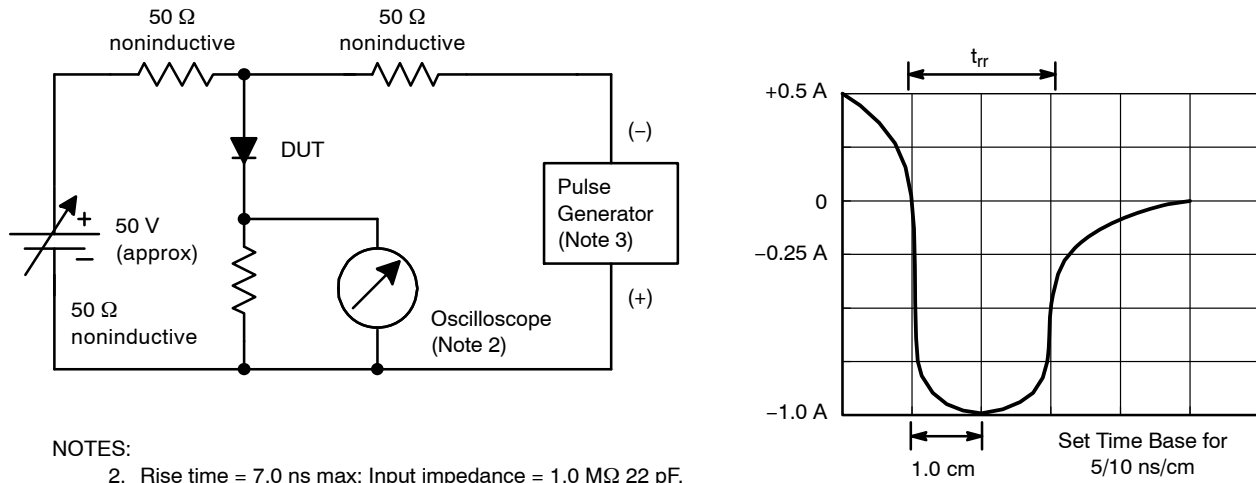 50 Ω
noninductive
50 Ω
noninductive
DUT
(−)
Pulse
Generator
(Note 3)
(+)
+
50 V
(approx)
−
50 Ω
noninductive
Oscilloscope
(Note 2)
trr
+0.5 A
0
−0.25 A
−1.0 A
1.0 cm
Set Time Base for
5/10 ns/cm
NOTES:
2. Rise time = 7.0 ns max; Input impedance = 1.0 MΩ 22 pF.